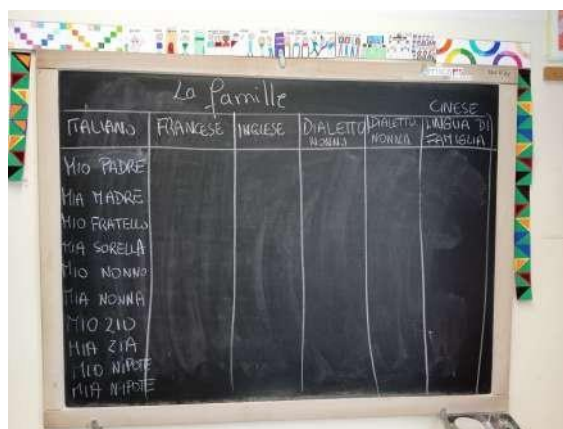 La famille
CINESE
ITALIANO FRANCESE INGLESE DIALETTO NONNO DIALETTO NONNA LINGUA DI FAMIGLIA
MIO PADRE
MIA MADRE
MIO FRATELLO
MIA SORELLA
MIO NONNO
MIA NONNA
MIO ZIO
MIA ZIA
MIO NIPOTE
MIA NIPOTE